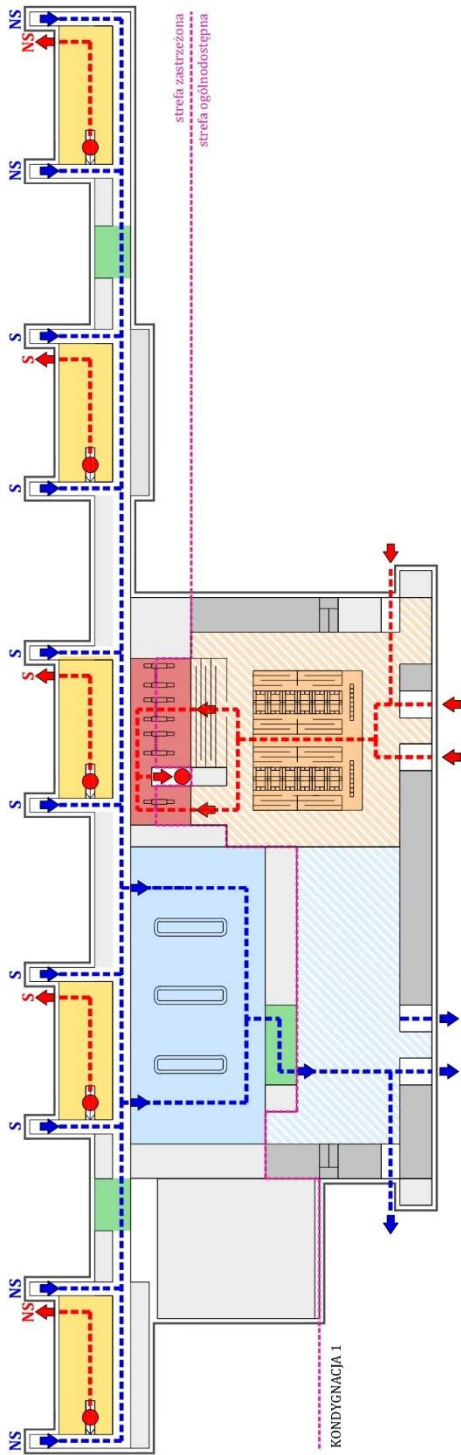 NS NS S S S S S S NS NS
NS S S S NS
strefa zastrzeżona
strefa ogólnodostępna
KONDYGNACJA 1